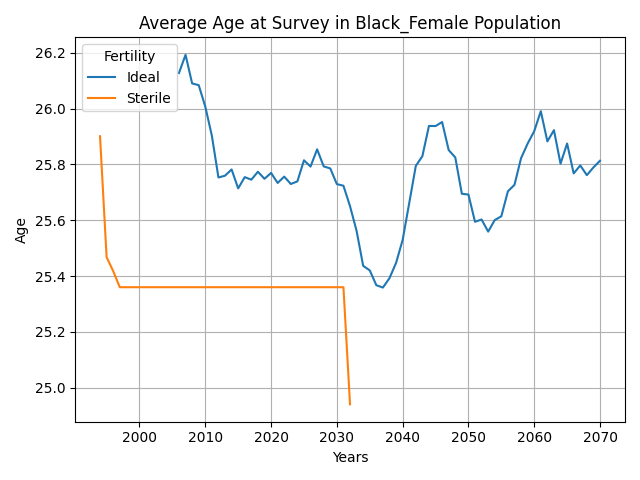 Average Age at Survey in Black_Female Population
Fertility
Ideal
Sterile
Age
26.2
26.0
25.8
25.6
25.4
25.2
25.0
2000 2010 2020 2030 2040 2050 2060 2070
Years